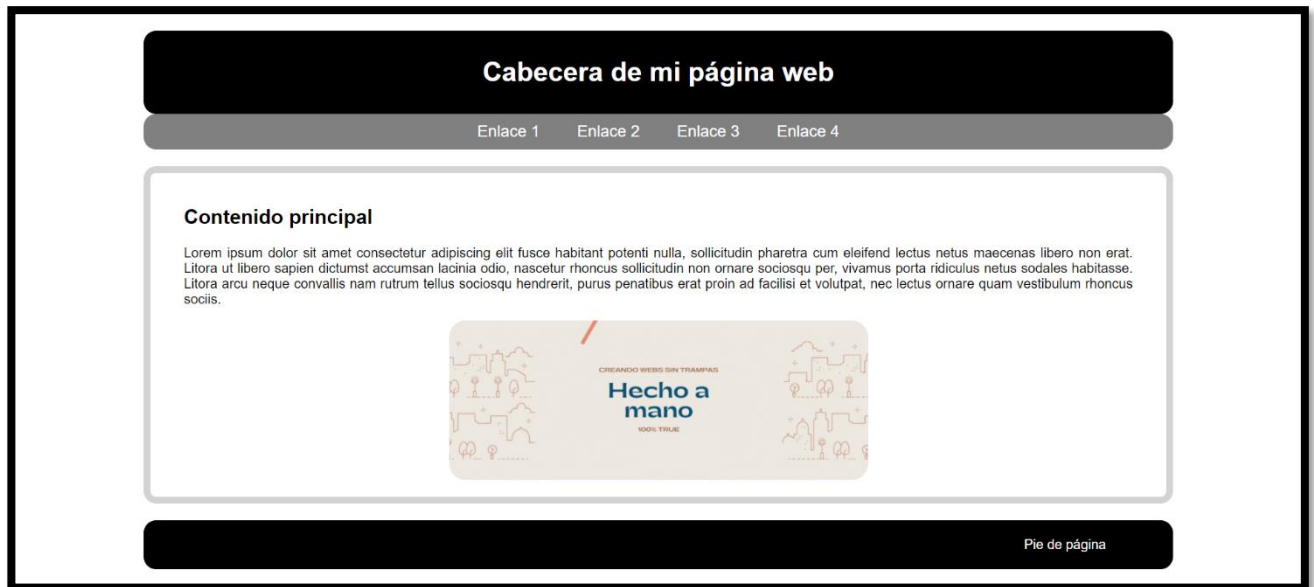 Cabecera de mi página web
Enlace 1 Enlace 2 Enlace 3 Enlace 4
Contenido principal
Lorem ipsum dolor sit amet consectetur adipiscing elit fusce habitant potenti nulla, sollicitudin pharetra cum eleifend lectus netus maecenas libero non erat.
Litora ut libero sapien dictumst accumsan lacinia odio, nascetur rhoncus sollicitudin non ornare sociosqu per, vivamus porta ridiculus netus sodales habitasse.
Litora arcu neque convallis nam rutrum tellus sociosqu hendrerit, purus penatibus erat proin ad facilisi et volutpat, nec lectus ornare quam vestibulum rhoncus
sociis.
CREANDO WEBS SIN TRAMPAS
Hecho a
mano
100% TRUE
Pie de página